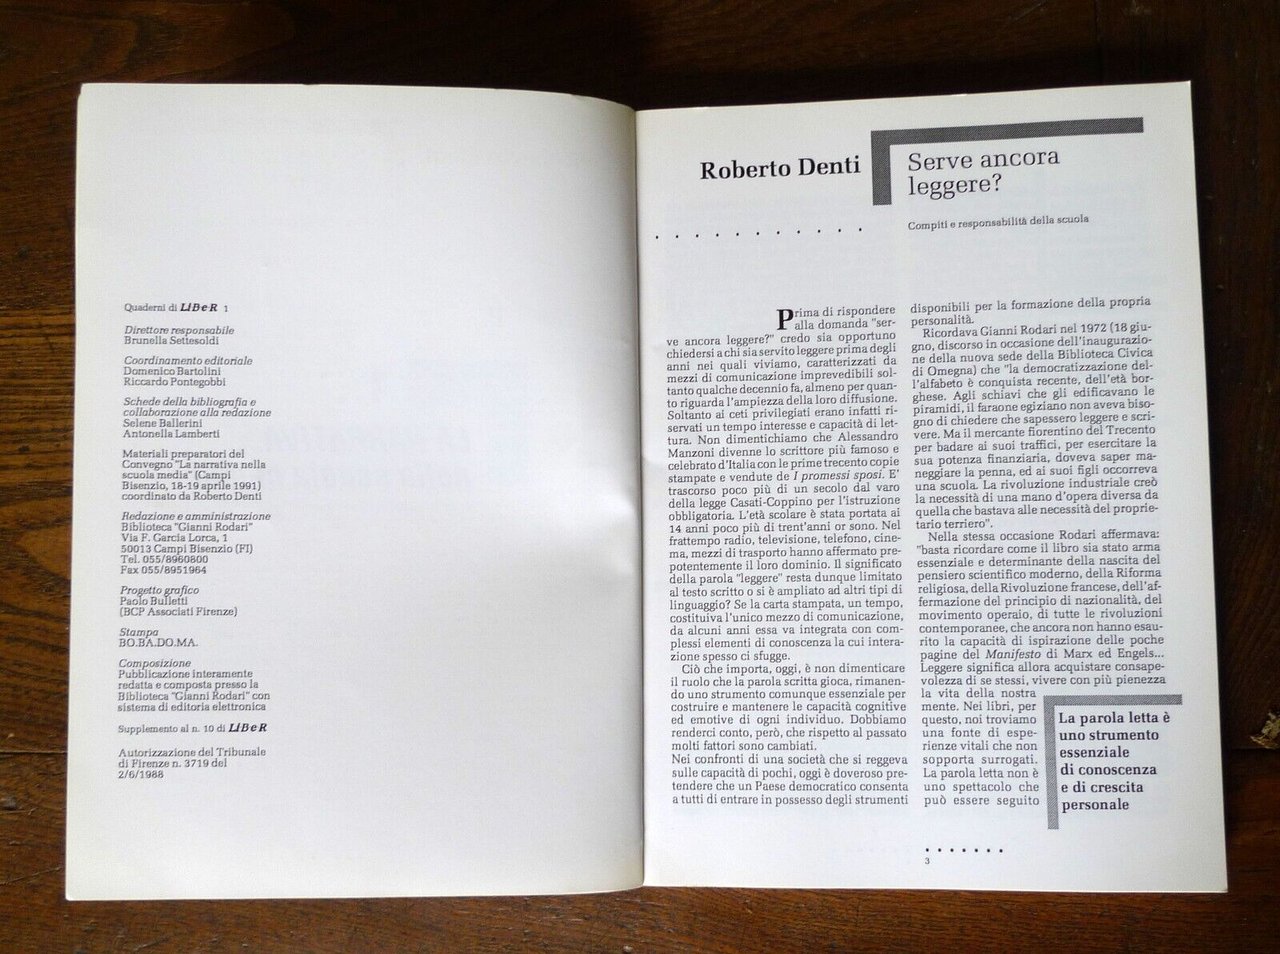 Quaderni di LiBeR 1
Direttore responsabile
Brunella Settesoldi
Coordinamento editoriale
Domenico Bartolini
Riccardo Pontegobbi
Schede della bibliografia e
collaborazione alla redazione
Selene Ballerini
Antonella Lamberti
Materiali preparatori del
Convegno "La narrativa nella
scuola media" (Campi
Bisenzio, 18-19 aprile 1991)
coordinato da Roberto Denti
Redazione e amministrazione
Biblioteca "Gianni Rodari"
Via F. Garcia Lorca, 1
50013 Campi Bisenzio (FI)
Tel. 055/8960800
Fax 055/8951964
Progetto grafico
Paolo Bulletti
(BCP Associati Firenze)
Stampa
BO.BA.DO.MA.
Composizione
Pubblicazione interamente
redatta e composta presso la
Biblioteca "Gianni Rodari" con
sistema di editoria elettronica
Supplemento al n. 10 di LiBeR
Autorizzazione del Tribunale
di Firenze n. 3719 del
2/6/1988
Roberto Denti
Serve ancora
leggere?
Compiti e responsabilità della scuola
Prima di rispondere
alla domanda "ser-
ve ancora leggere?" credo sia opportuno
chiedersi a chi sia servito leggere prima degli
anni nei quali viviamo, caratterizzati da
mezzi di comunicazione imprevedibili sol-
tanto qualche decennio fa, almeno per quan-
to riguarda l'ampiezza della loro diffusione.
Soltanto ai ceti privilegiati erano infatti ri-
servati un tempo interesse e capacità di let-
tura. Non dimentichiamo che Alessandro
Manzoni divenne lo scrittore più famoso e
celebrato d'Italia con le prime trecento copie
stampate e vendute de I promessi sposi. E'
trascorso poco più di un secolo dal varo
della legge Casati-Coppino per l'istruzione
obbligatoria. L'età scolare è stata portata ai
14 anni poco più di trent'anni or sono. Nel
frattempo radio, televisione, telefono, cine-
ma, mezzi di trasporto hanno affermato pre-
potentemente il loro dominio. Il significato
della parola "leggere" resta dunque limitato
al testo scritto o si è ampliato ad altri tipi di
linguaggio? Se la carta stampata, un tempo,
costituiva l'unico mezzo di comunicazione,
da alcuni anni essa va integrata con com-
plessi elementi di conoscenza la cui intera-
zione spesso ci sfugge.
Ciò che importa, oggi, è non dimenticare
il ruolo che la parola scritta gioca, rimanen-
do uno strumento comunque essenziale per
costruire e mantenere le capacità cognitive
ed emotive di ogni individuo. Dobbiamo
renderci conto, però, che rispetto al passato
molti fattori sono cambiati.
Nei confronti di una società che si reggeva
sulle capacità di pochi, oggi è doveroso pre-
tendere che un Paese democratico consenta
a tutti di entrare in possesso degli strumenti
disponibili per la formazione della propria
personalità.
Ricordava Gianni Rodari nel 1972 (18 giu-
gno, discorso in occasione dell'inaugurazio-
ne della nuova sede della Biblioteca Civica
di Omegna) che "la democratizzazione del-
l'alfabeto è conquista recente, dell'età bor-
ghese. Agli schiavi che gli edificavano le
piramidi, il faraone egiziano non aveva biso-
gno di chiedere che sapessero leggere e scri-
vere. Ma il mercante fiorentino del Trecento
per badare ai suoi traffici, per esercitare la
sua potenza finanziaria, doveva saper ma-
neggiare la penna, ed ai suoi figli occorreva
una scuola. La rivoluzione industriale creò
la necessità di una mano d'opera diversa da
quella che bastava alle necessità del proprie-
tario terriero".
Nella stessa occasione Rodari affermava:
"basta ricordare come il libro sia stato arma
essenziale e determinante della nascita del
pensiero scientifico moderno, della Riforma
religiosa, della Rivoluzione francese, dell'af-
fermazione del principio di nazionalità, del
movimento operaio, di tutte le rivoluzioni
contemporanee, che ancora non hanno esau-
rito la capacità di ispirazione delle poche
pagine del Manifesto di Marx ed Engels...
Leggere significa allora acquistare consape-
volezza di se stessi, vivere con più pienezza
la vita della nostra
mente. Nei libri, per
questo, noi troviamo
una fonte di espe-
rienze vitali che non
sopporta surrogati.
La parola letta non è
uno spettacolo che
può essere seguito
La parola letta è
uno strumento
essenziale
di conoscenza
e di crescita
personale
3